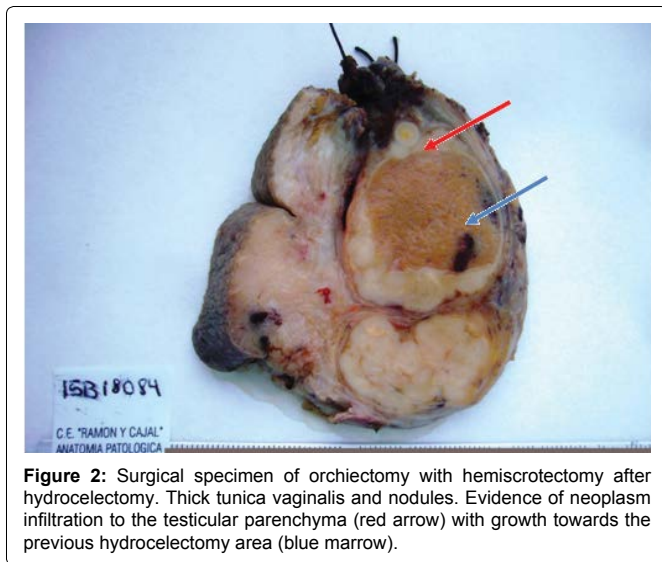 15B18084
C.E. "RAMON Y CAJAL"
ANATOMIA PATOLOGICA
Figure 2: Surgical specimen of orchiectomy with hemiscrotectomy after
hydrocelectomy. Thick tunica vaginalis and nodules. Evidence of neoplasm
infiltration to the testicular parenchyma (red arrow) with growth towards the
previous hydrocelectomy area (blue marrow).